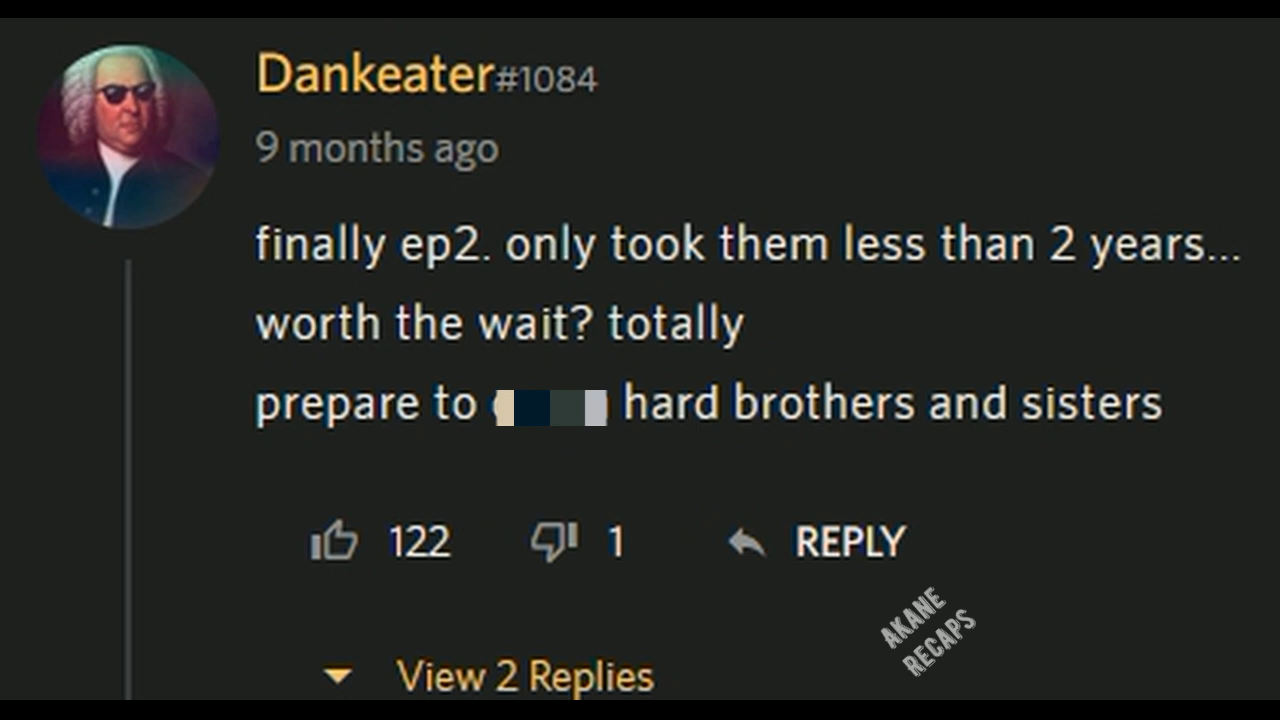 Dankeater#1084
9 months ago
finally ep2. only took them less than 2 years...
worth the wait? totally
prepare to hard brothers and sisters
122 1 REPLY
AKANE
RECAPS
View 2 Replies